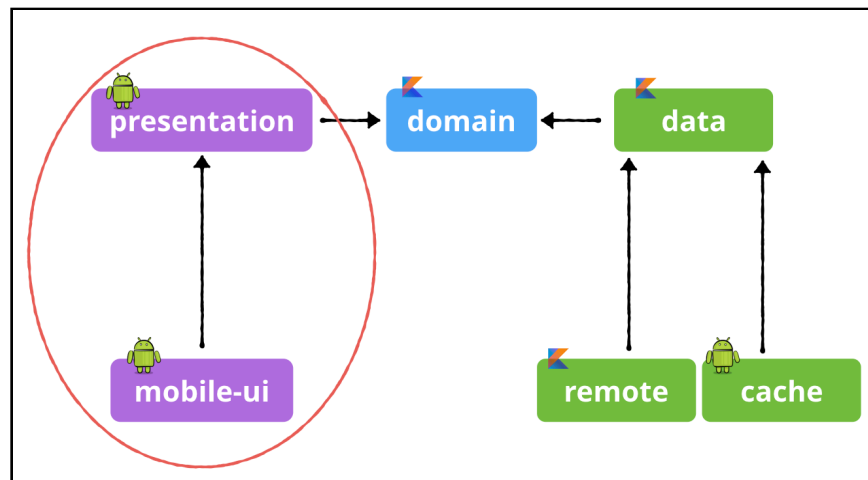 presentation
domain
data
mobile-ui
remote
cache